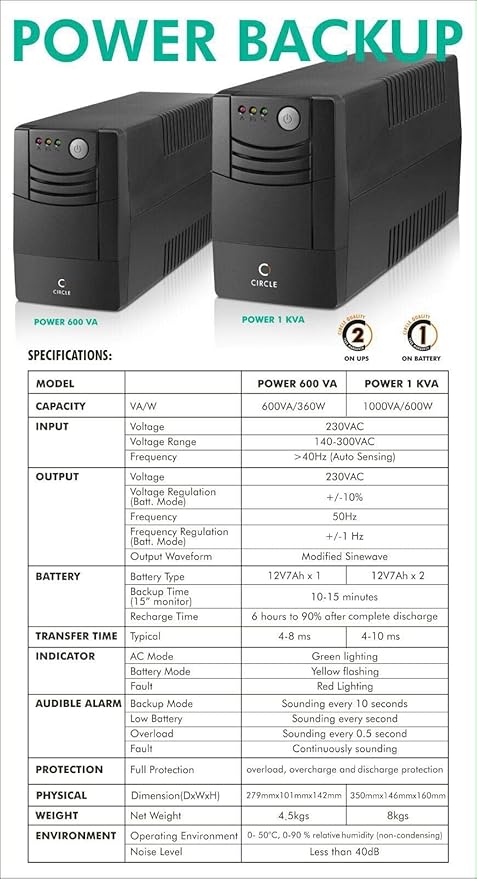 POWER BACKUP
C
CIRCLE
POWER 600 VA
C
CIRCLE
POWER 1 KVA
CIRCLE QUALITY
2
ON UPS
CIRCLE QUALITY
1
ON BATTERY
SPECIFICATIONS:
MODEL POWER 600 VA POWER 1 KVA
CAPACITY VA/W 600VA/360W 1000VA/600W
INPUT Voltage 230VAC
Voltage Range 140-300VAC
Frequency >40Hz (Auto Sensing)
OUTPUT Voltage 230VAC
Voltage Regulation
(Batt. Mode) +/-10%
Frequency 50Hz
Frequency Regulation
(Batt. Mode) +/-1 Hz
Output Waveform Modified Sinewave
BATTERY Battery Type 12V7Ah x 1 12V7Ah x 2
Backup Time
(15” monitor) 10-15 minutes
Recharge Time 6 hours to 90% after complete discharge
TRANSFER TIME Typical 4-8 ms 4-10 ms
INDICATOR AC Mode Green lighting
Battery Mode Yellow flashing
Fault Red Lighting
AUDIBLE ALARM Backup Mode Sounding every 10 seconds
Low Battery Sounding every second
Overload Sounding every 0.5 second
Fault Continuously sounding
PROTECTION Full Protection overload, overcharge and discharge protection
PHYSICAL Dimension(DxWxH) 279mmx101mmx142mm 350mmx146mmx160mm
WEIGHT Net Weight 4,5kgs 8kgs
ENVIRONMENT Operating Environment 0- 50°C, 0-90 % relative humidity (non-condensing)
Noise Level Less than 40dB